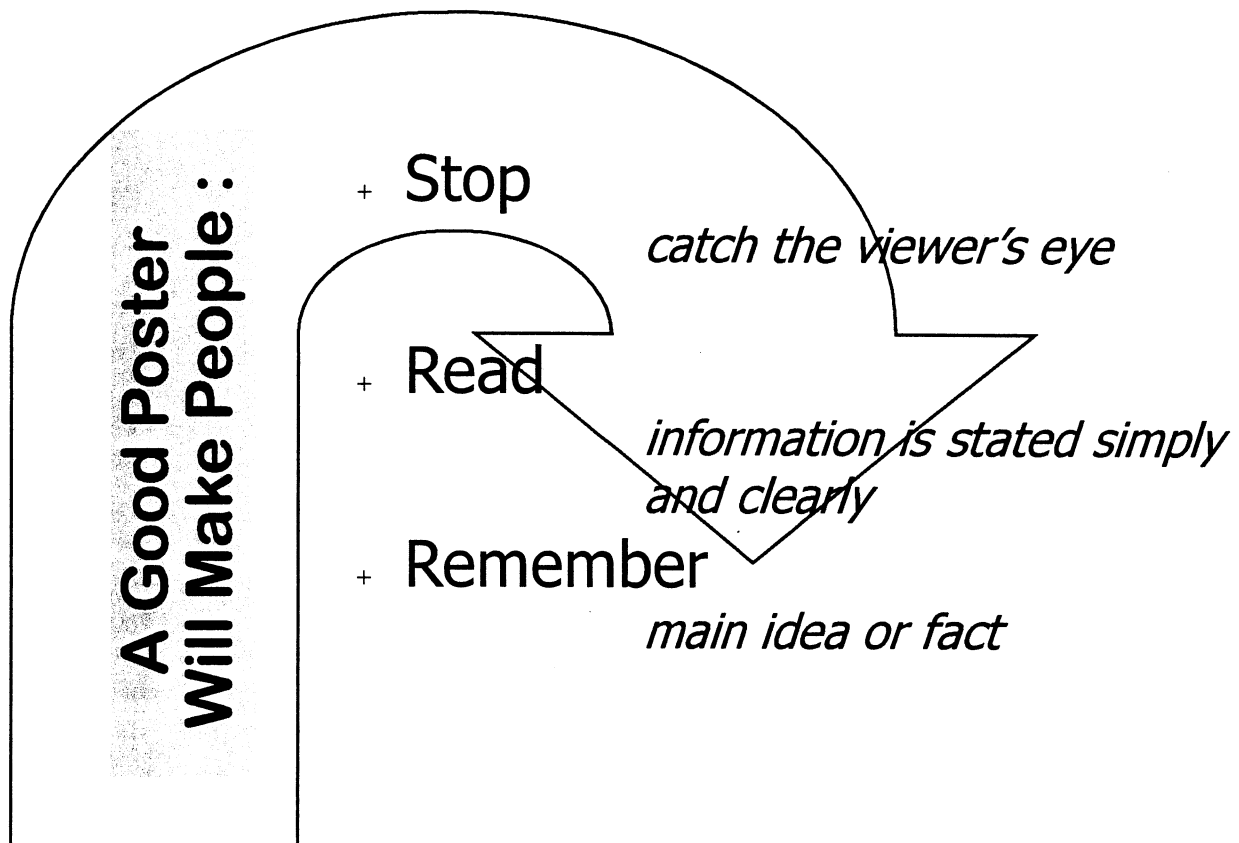 A Good Poster
Will Make People :
+ Stop
catch the viewer's eye
+ Read
information is stated simply
and clearly
+ Remember
main idea or fact